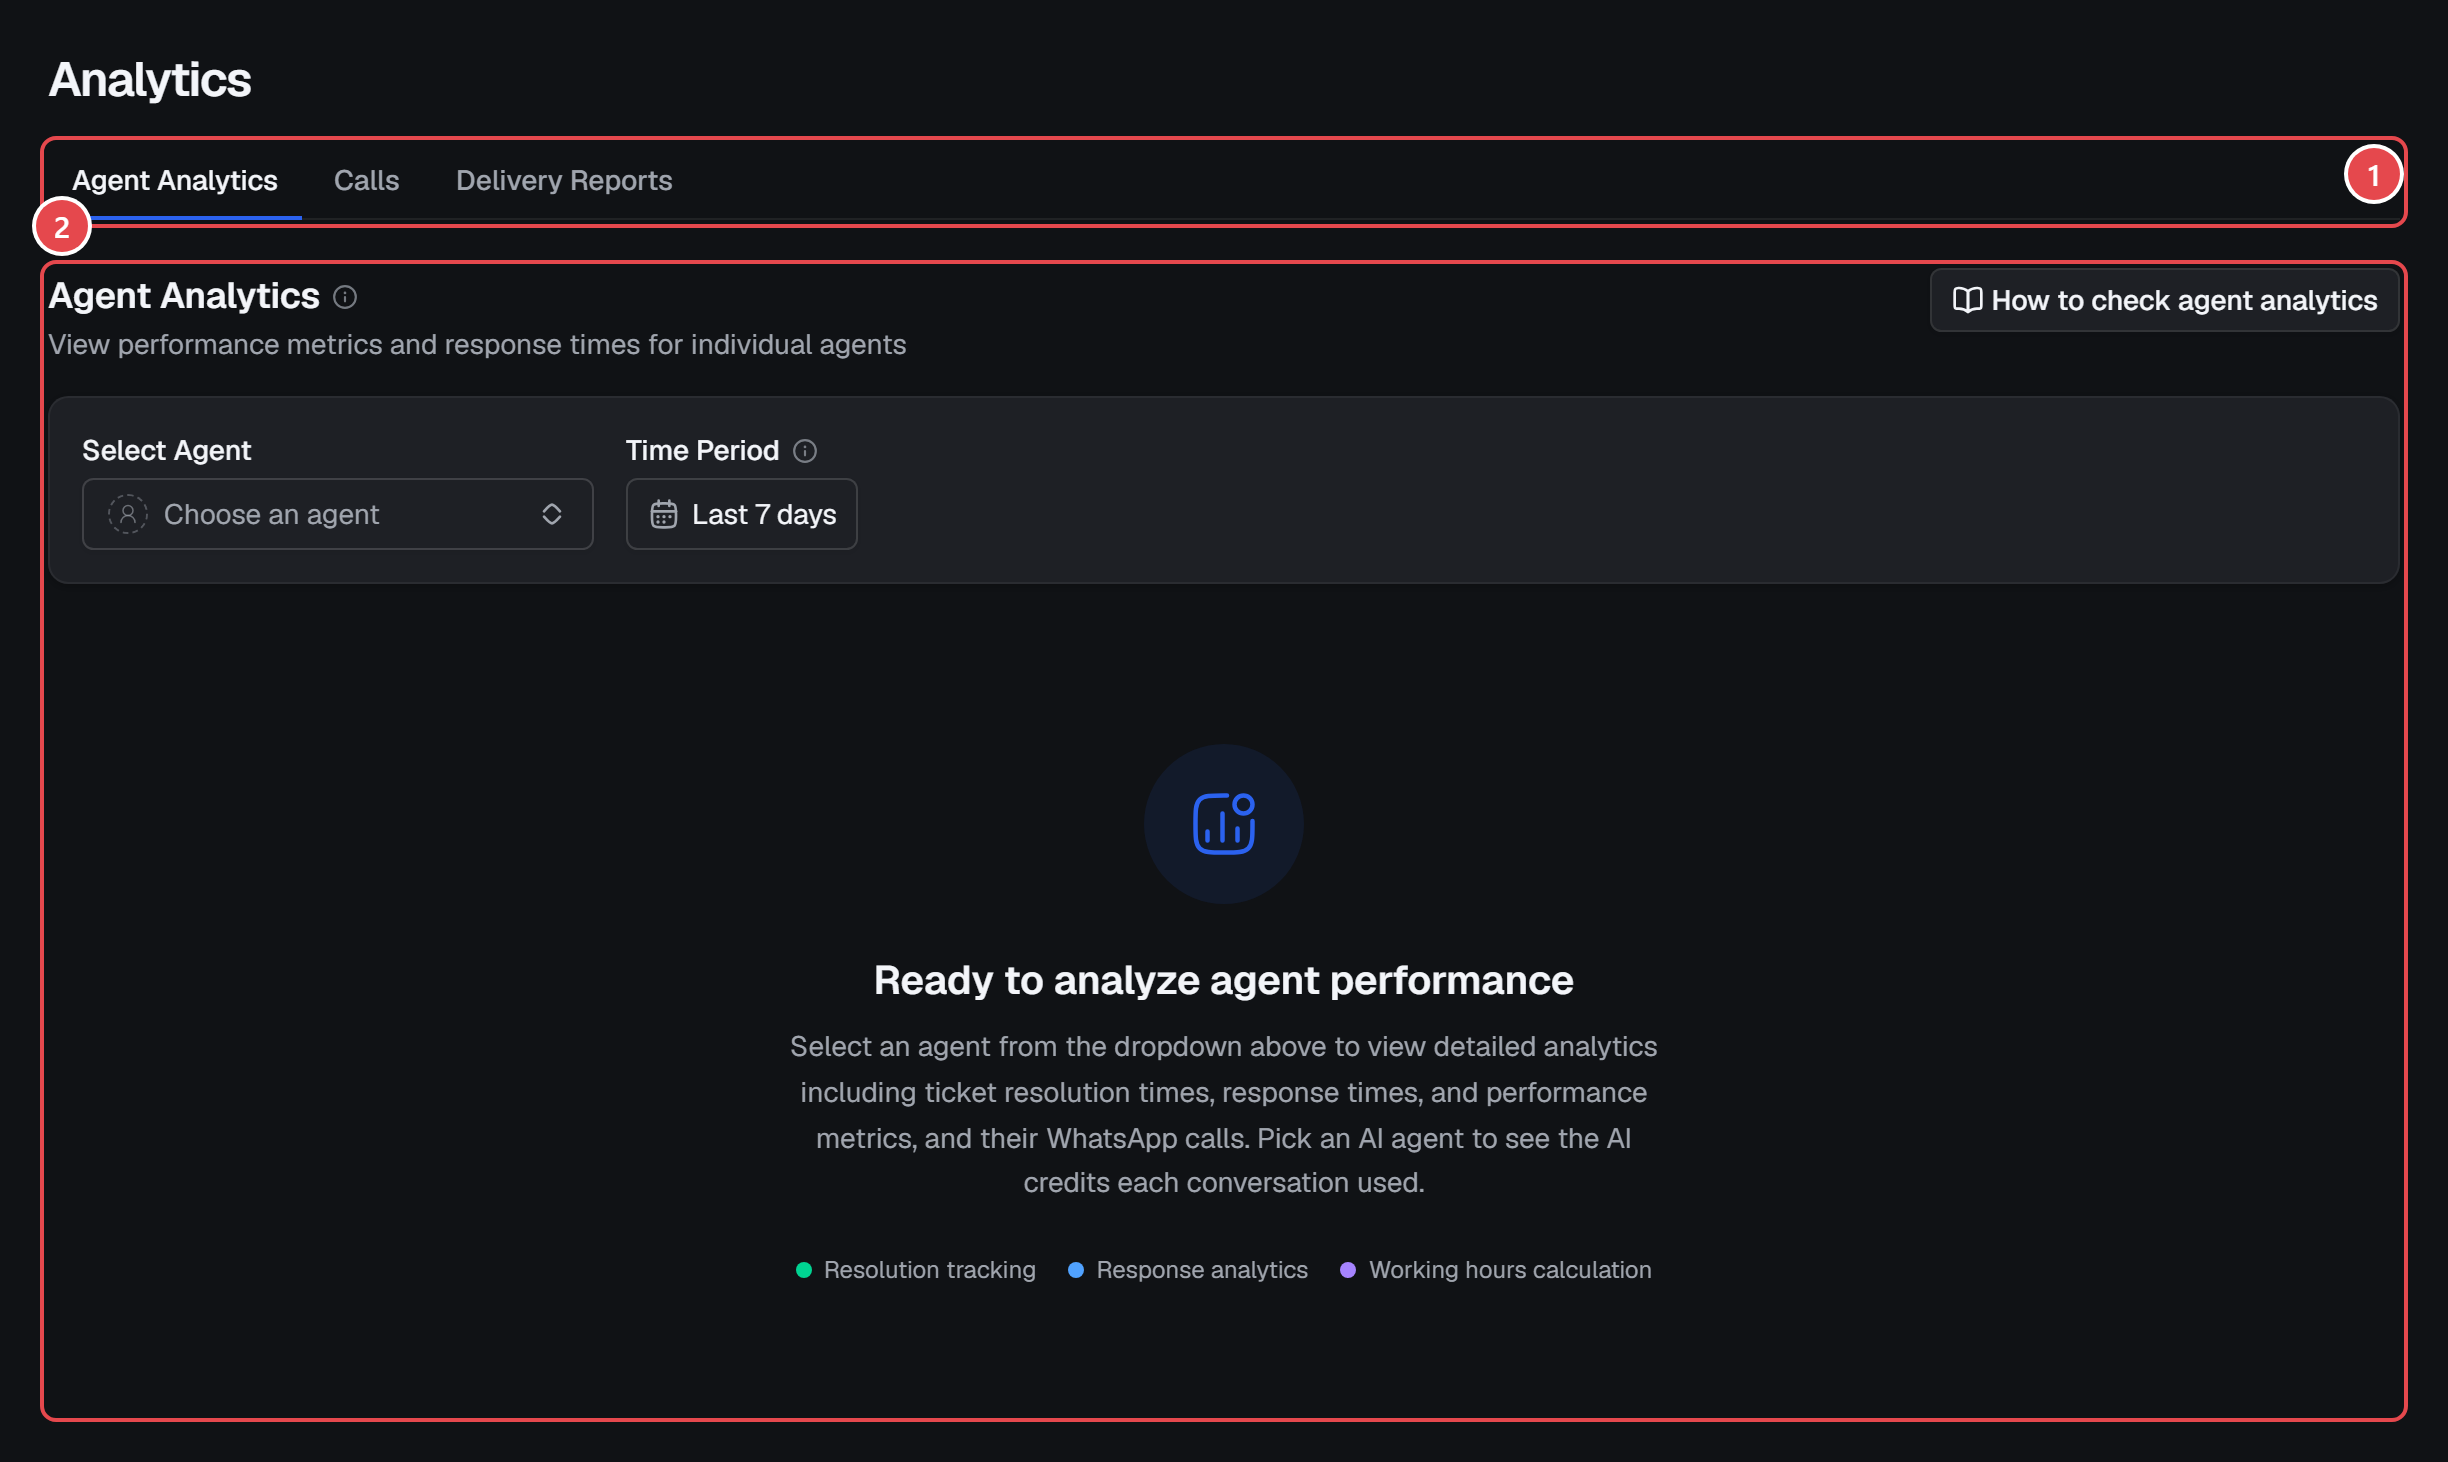 Analytics
Agent Analytics Calls Delivery Reports
1
2
Agent Analytics
How to check agent analytics
View performance metrics and response times for individual agents
Select Agent
Time Period
Choose an agent
Last 7 days
Ready to analyze agent performance
Select an agent from the dropdown above to view detailed analytics
including ticket resolution times, response times, and performance
metrics, and their WhatsApp calls. Pick an AI agent to see the AI
credits each conversation used.
Resolution tracking Response analytics Working hours calculation